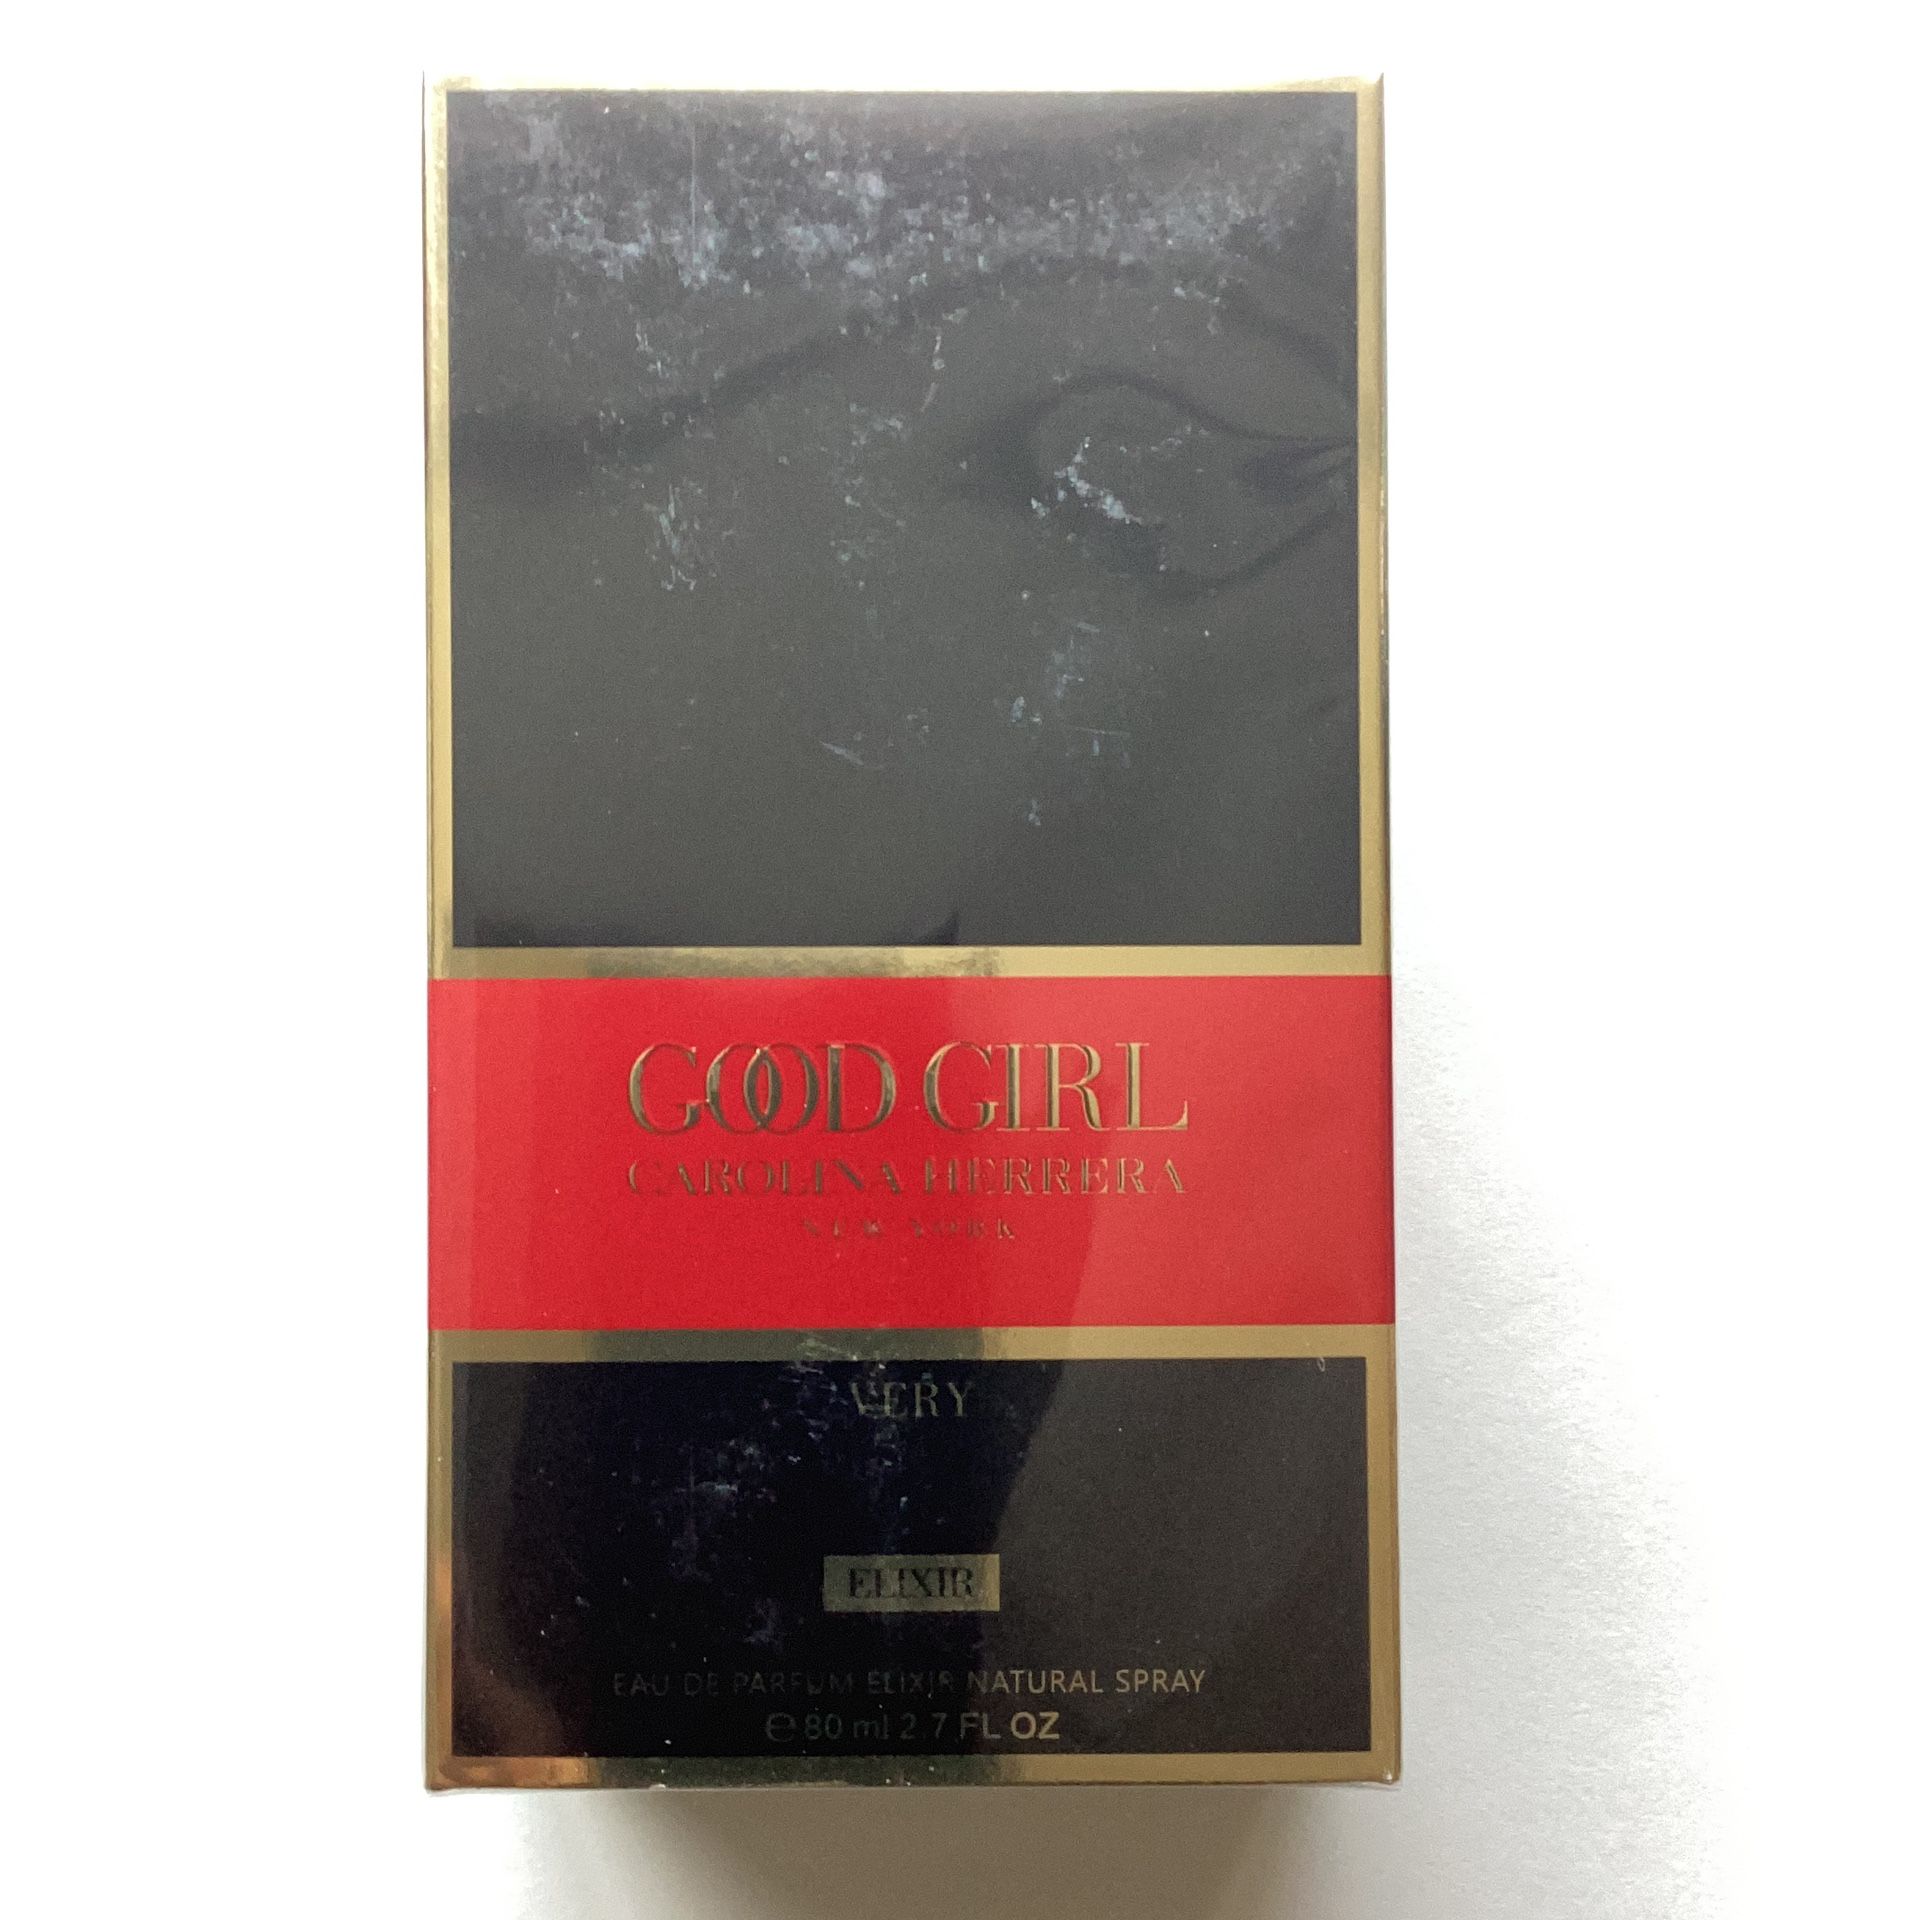 GOOD GIRL
CAROLINA HERRERA
NEW YORK
VERY
ELIXIR
EAU DE PARFUM ELIXIR NATURAL SPRAY
℮ 80 ml 2.7 FL OZ